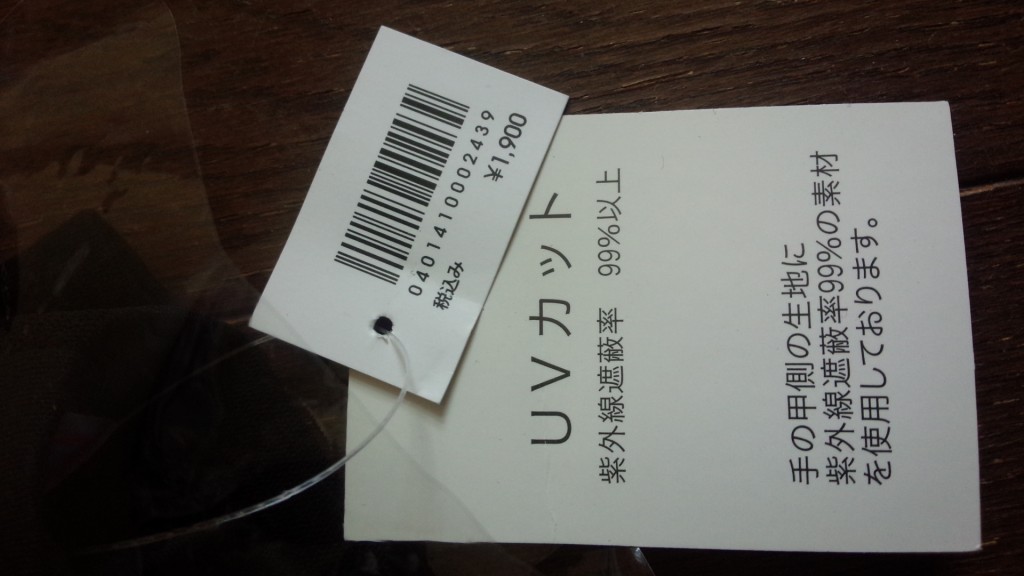 0401410002439
税込み ¥1,900
UVカット
紫外線遮蔽率 99%以上
手の甲側の生地に
紫外線遮蔽率99%の素材
を使用しております。